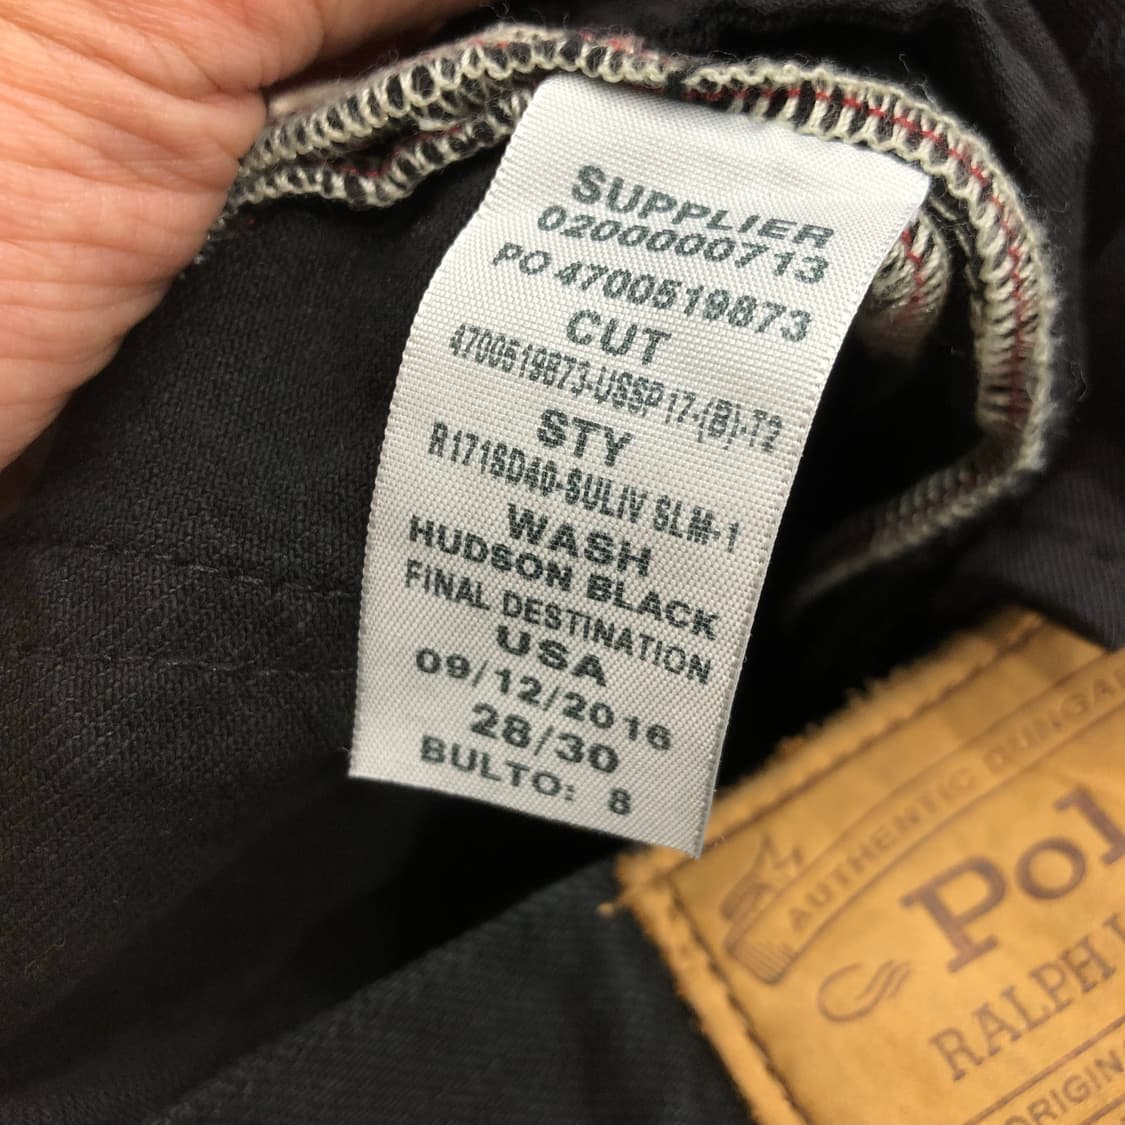 SUPPLIER
0200000713
PO 4700519873
CUT
4700519873-USSP17-(B)-T2
STY
R171SD40-SULIV SLM-1
WASH
HUDSON BLACK
FINAL DESTINATION
USA
09/12/2016
28/30
BULTO: 8
AUTHENTIC DUNGA
Pol
RALPH L
ORIGIN